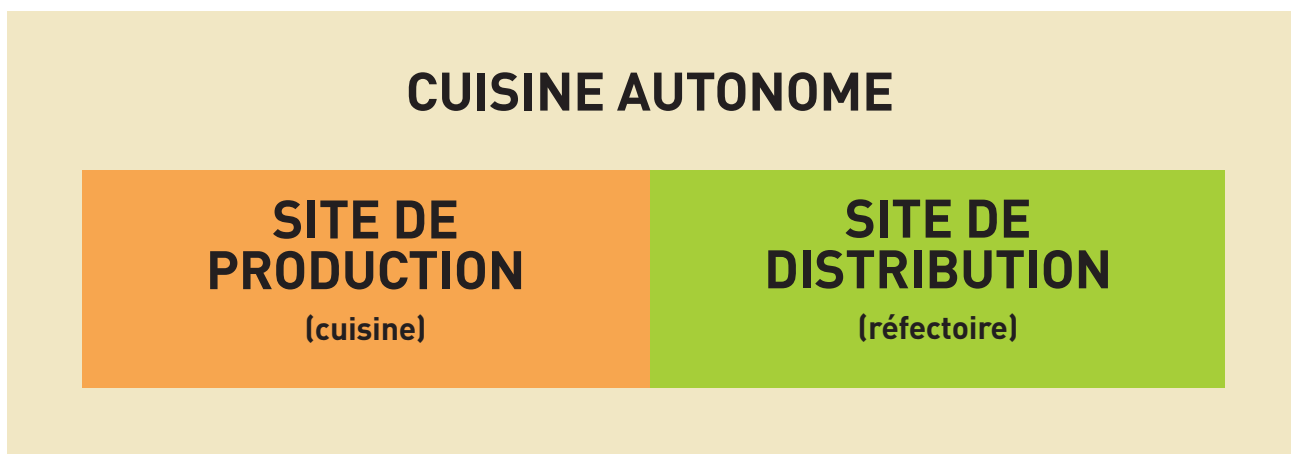 CUISINE AUTONOME
SITE DE
PRODUCTION
(cuisine)
SITE DE
DISTRIBUTION
(réfectoire)